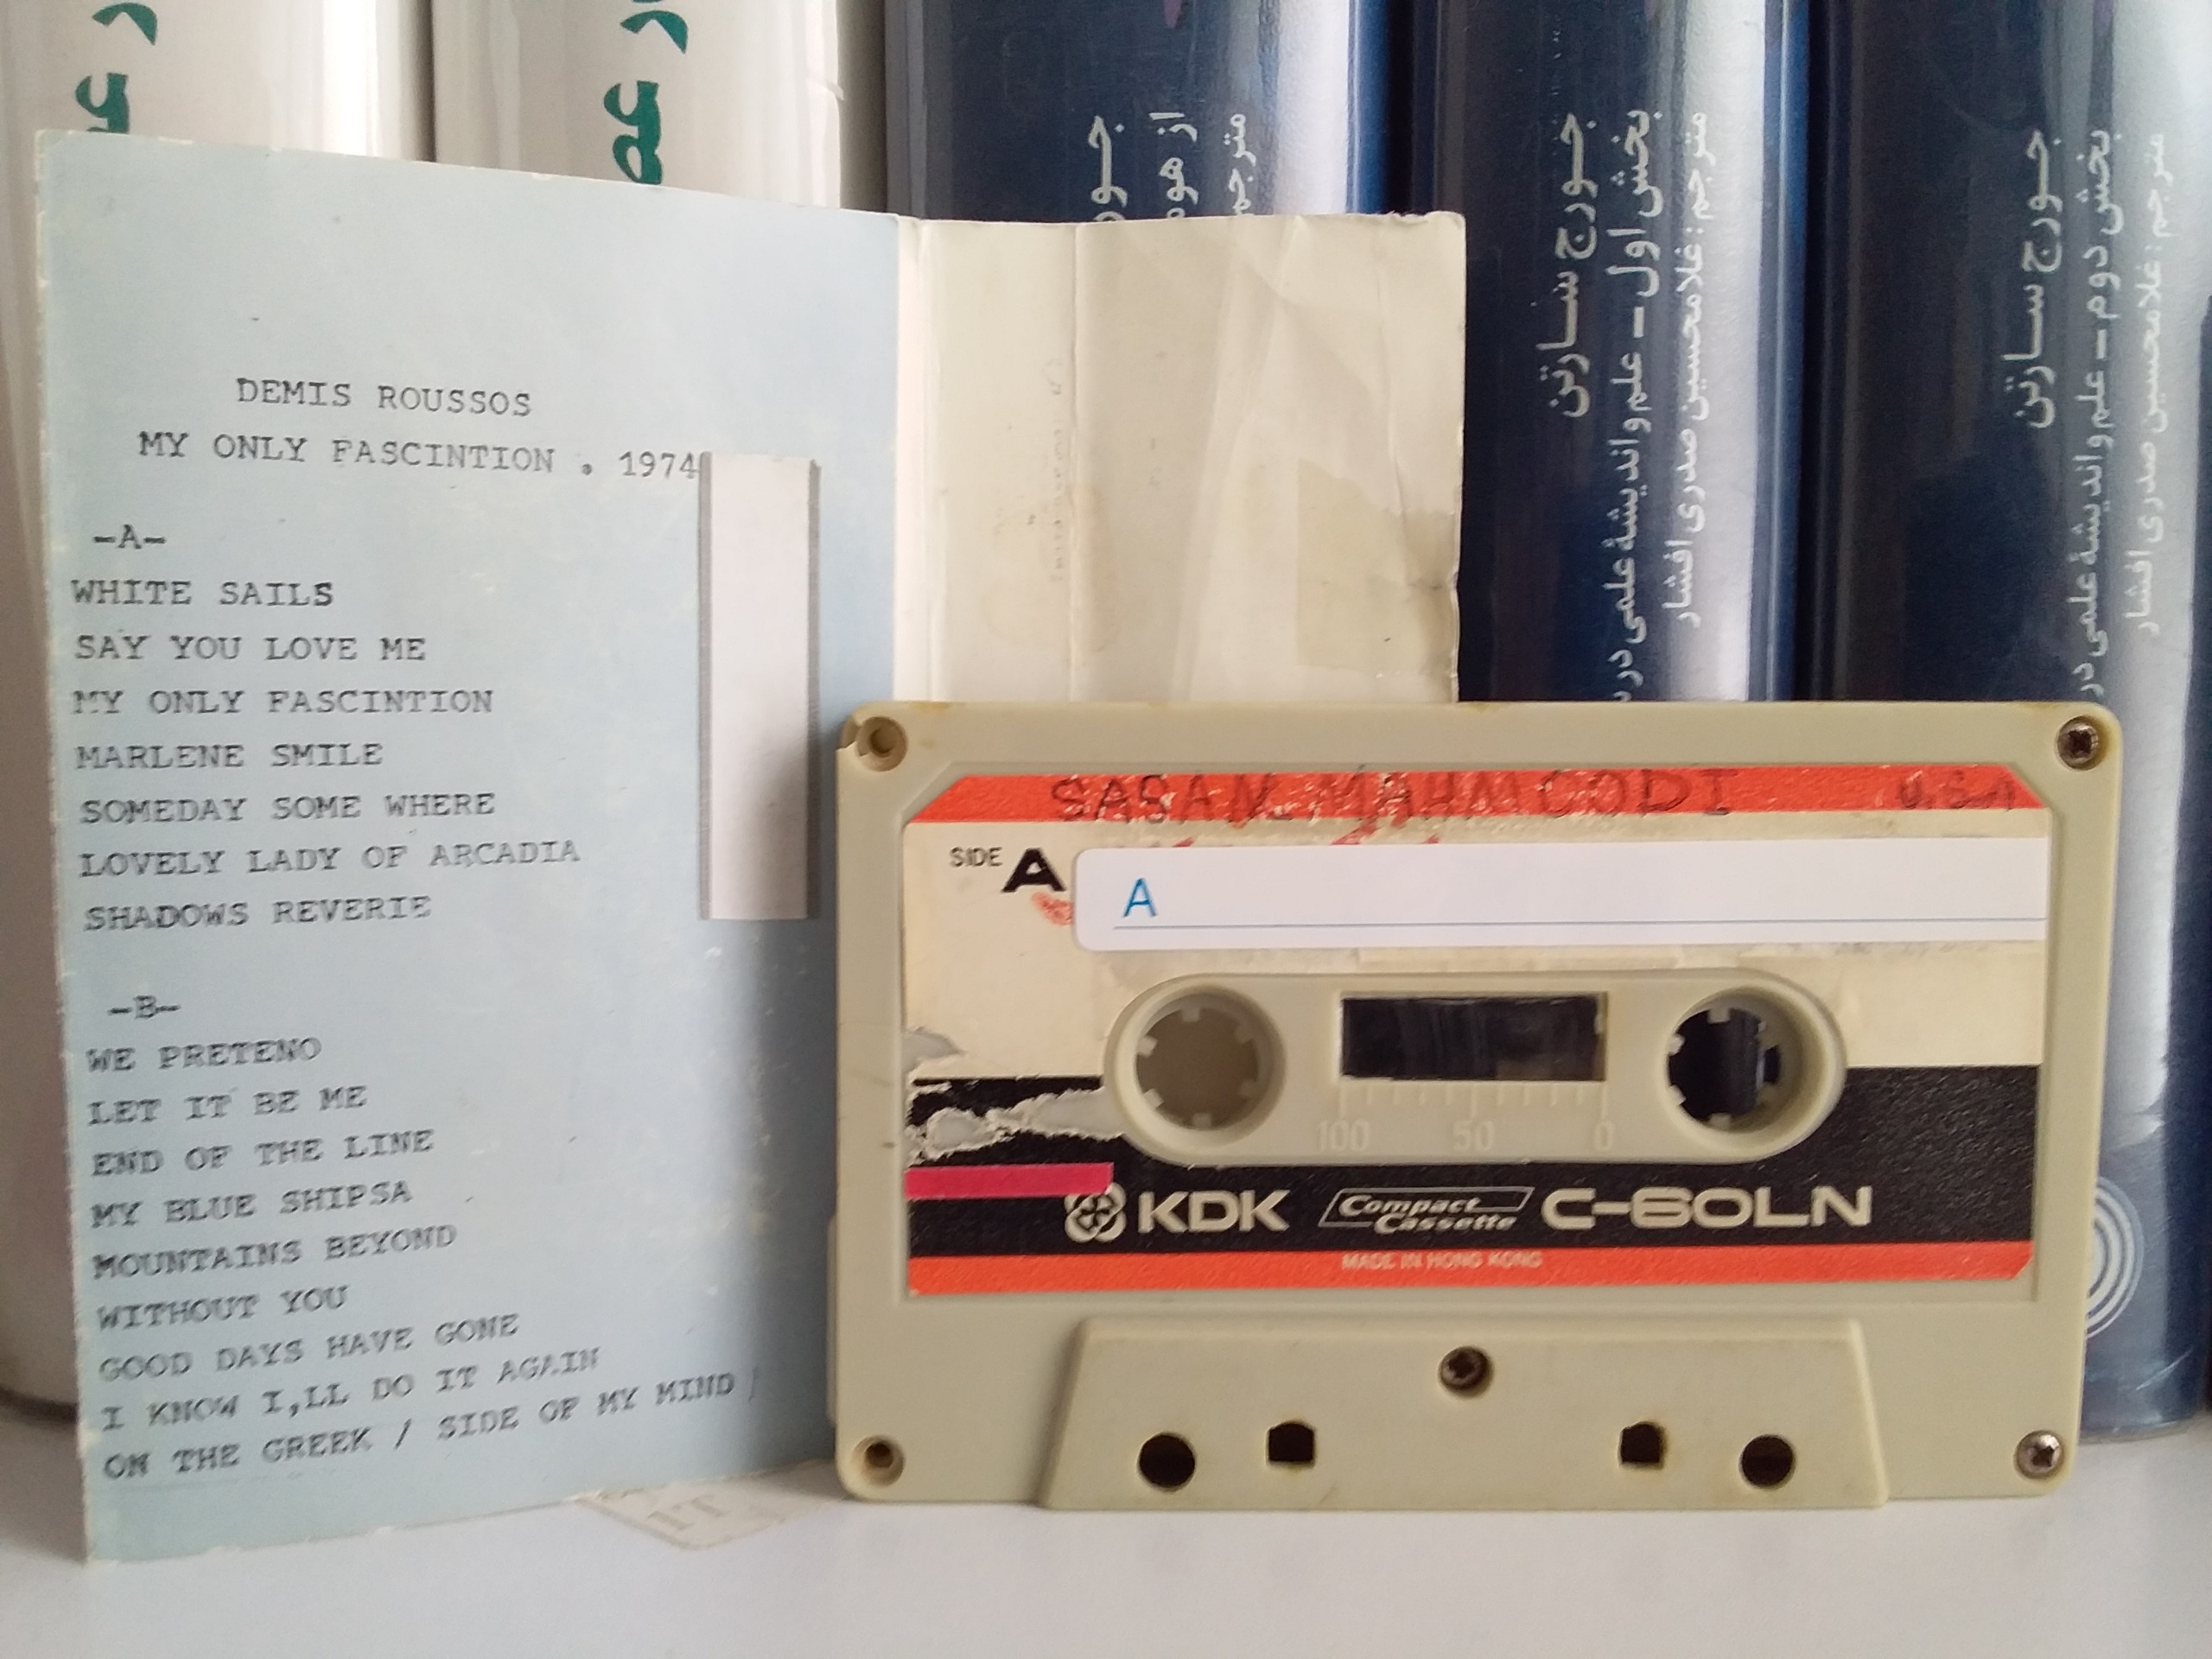 DEMIS ROUSSOS
MY ONLY FASCINTION . 1974
-A-
WHITE SAILS
SAY YOU LOVE ME
MY ONLY FASCINTION
MARLENE SMILE
SOMEDAY SOME WHERE
LOVELY LADY OF ARCADIA
SHADOWS REVERIE
-B-
WE PRETENO
LET IT BE ME
END OF THE LINE
MY BLUE SHIPSA
MOUNTAINS BEYOND
WITHOUT YOU
GOOD DAYS HAVE GONE
I KNOW I,LL DO IT AGAIN
ON THE GREEK / SIDE OF MY MIND /
SASAN. MAHMOODI U.S.A
SIDE A
A
100 50 0
KDK Compact Cassette C-60LN
MADE IN HONG KONG
از
جورج سارتن
بخش اول - علم و اندیشهٔ علمی در
مترجم: غلامحسین صدری افشار
جورج سارتن
بخش دوم - علم و اندیشهٔ علمی در
مترجم: غلامحسین صدری افشار